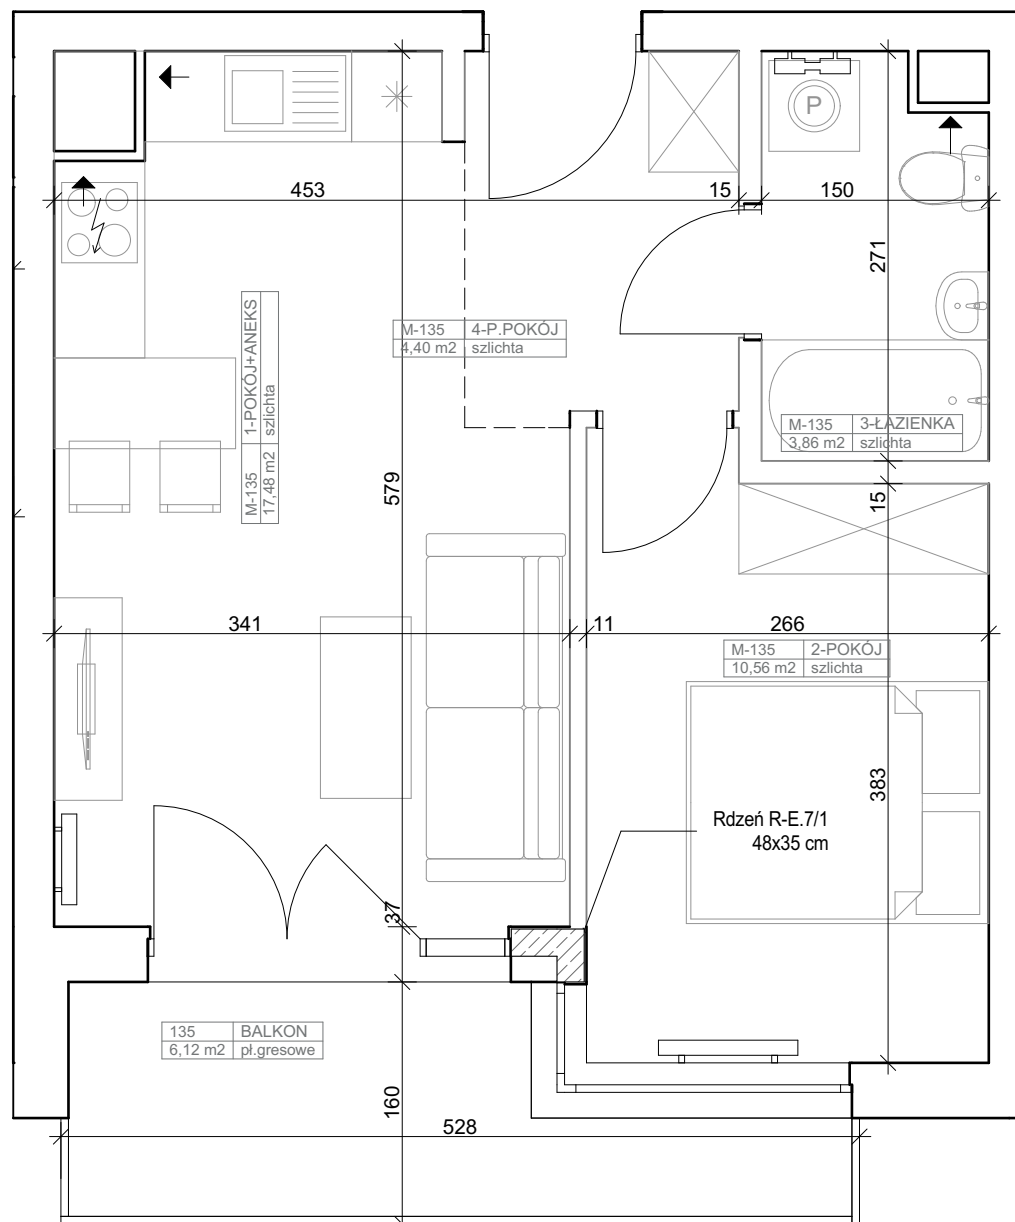 P
453
15
150
271
M-135 4-P.POKÓJ
4,40 m2 szlichta
M-135 1-POKÓJ+ANEKS
17,48 m2 szlichta
M-135 3-ŁAZIENKA
3,86 m2 szlichta
579
15
341
11
266
M-135 2-POKÓJ
10,56 m2 szlichta
383
Rdzeń R-E.7/1
48x35 cm
37
135 BALKON
6,12 m2 pł.gresowe
160
528